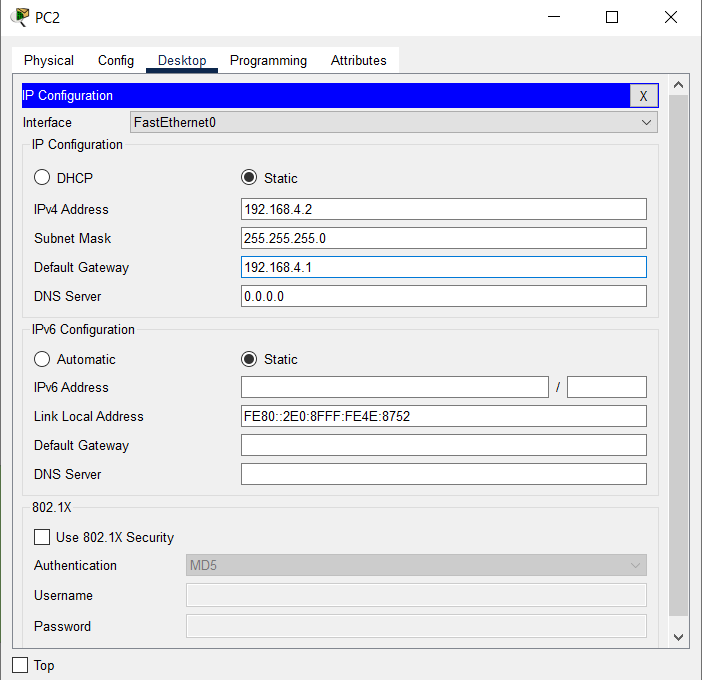 PC2
Physical Config Desktop Programming Attributes
IP Configuration X
Interface FastEthernet0
IP Configuration
DHCP Static
IPv4 Address 192.168.4.2
Subnet Mask 255.255.255.0
Default Gateway 192.168.4.1
DNS Server 0.0.0.0
IPv6 Configuration
Automatic Static
IPv6 Address /
Link Local Address FE80::2E0:8FFF:FE4E:8752
Default Gateway
DNS Server
802.1X
Use 802.1X Security
Authentication MD5
Username
Password
Top